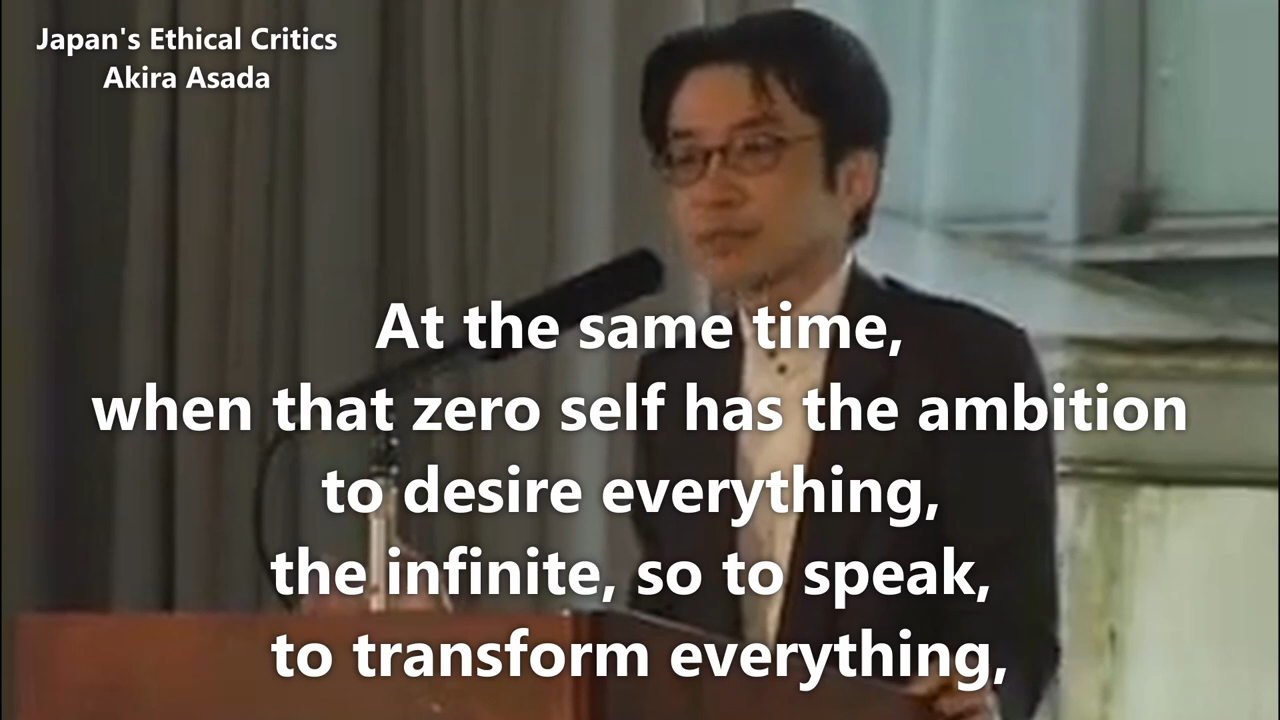 Japan's Ethical Critics
Akira Asada
At the same time,
when that zero self has the ambition
to desire everything,
the infinite, so to speak,
to transform everything,